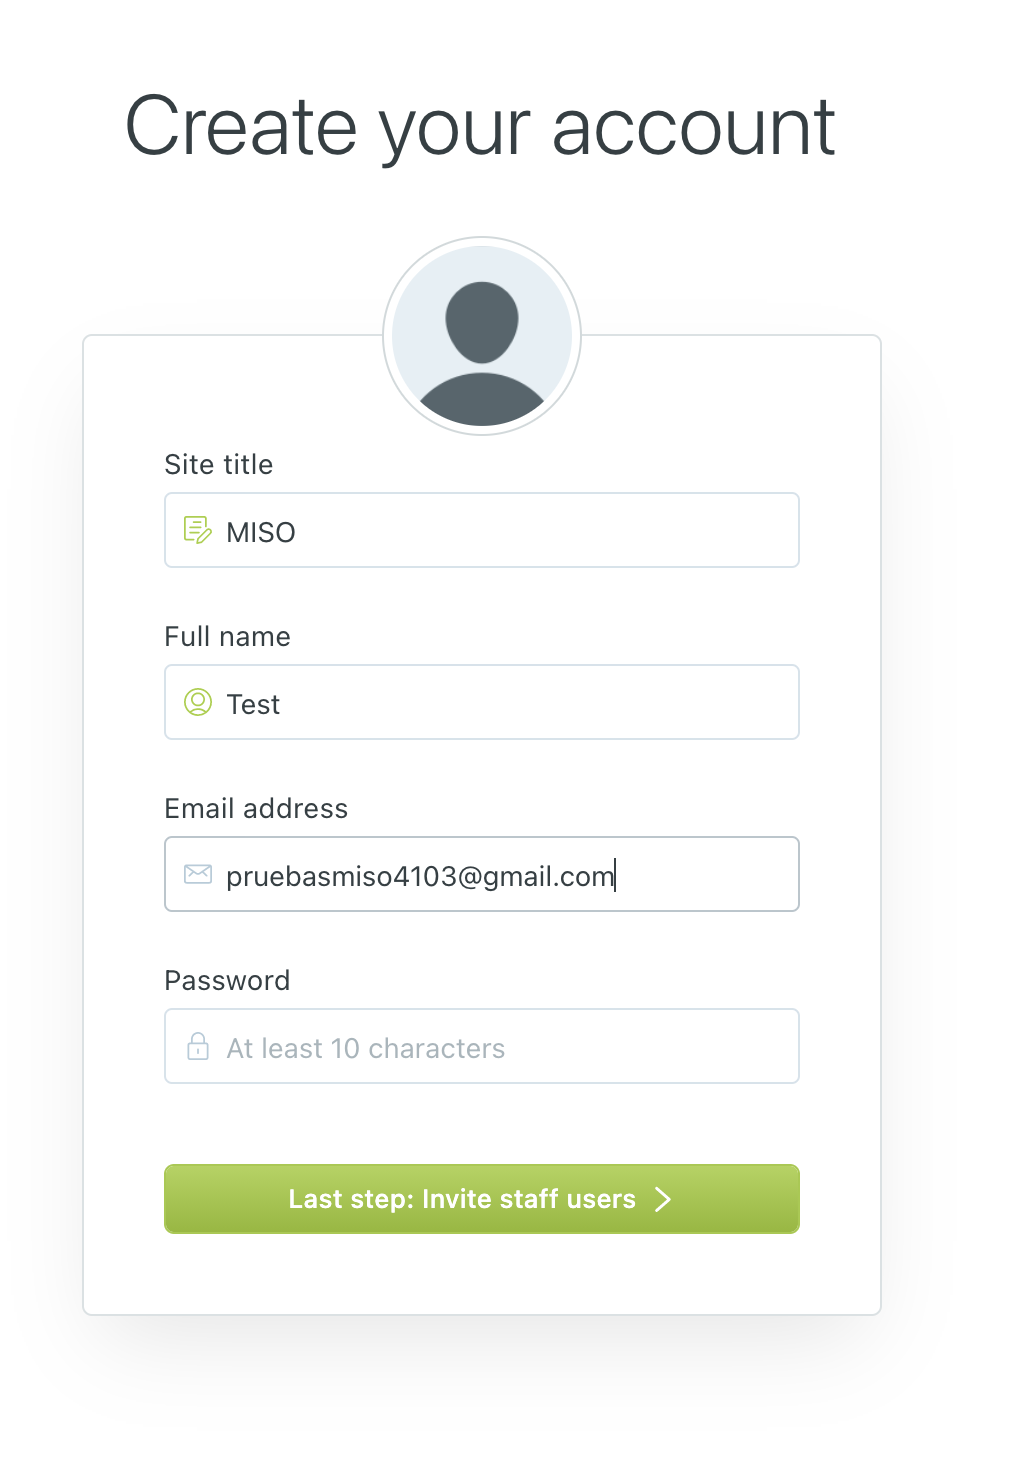 Create your account
Site title
MISO
Full name
Test
Email address
pruebasmiso4103@gmail.com
Password
At least 10 characters
Last step: Invite staff users